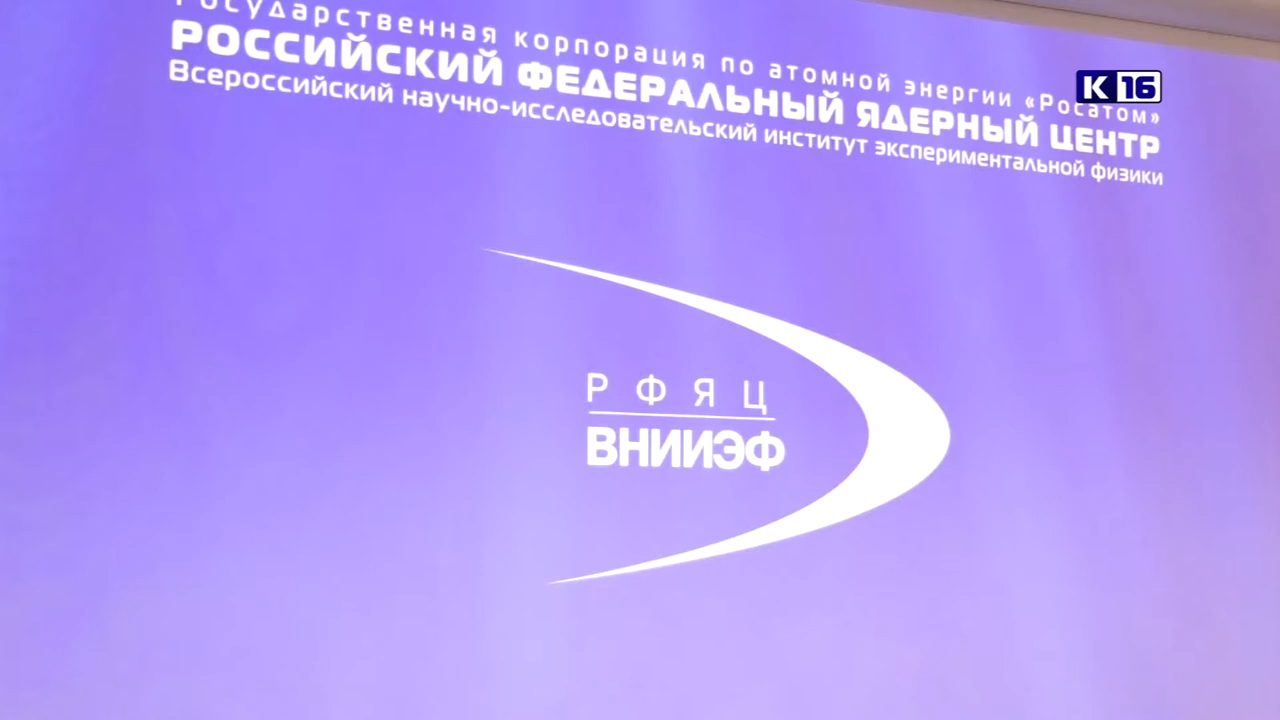 Государственная корпорация по атомной энергии «Росатом»
РОССИЙСКИЙ ФЕДЕРАЛЬНЫЙ ЯДЕРНЫЙ ЦЕНТР
Всероссийский научно-исследовательский институт экспериментальной физики
К 16
РФЯЦ
ВНИИЭФ